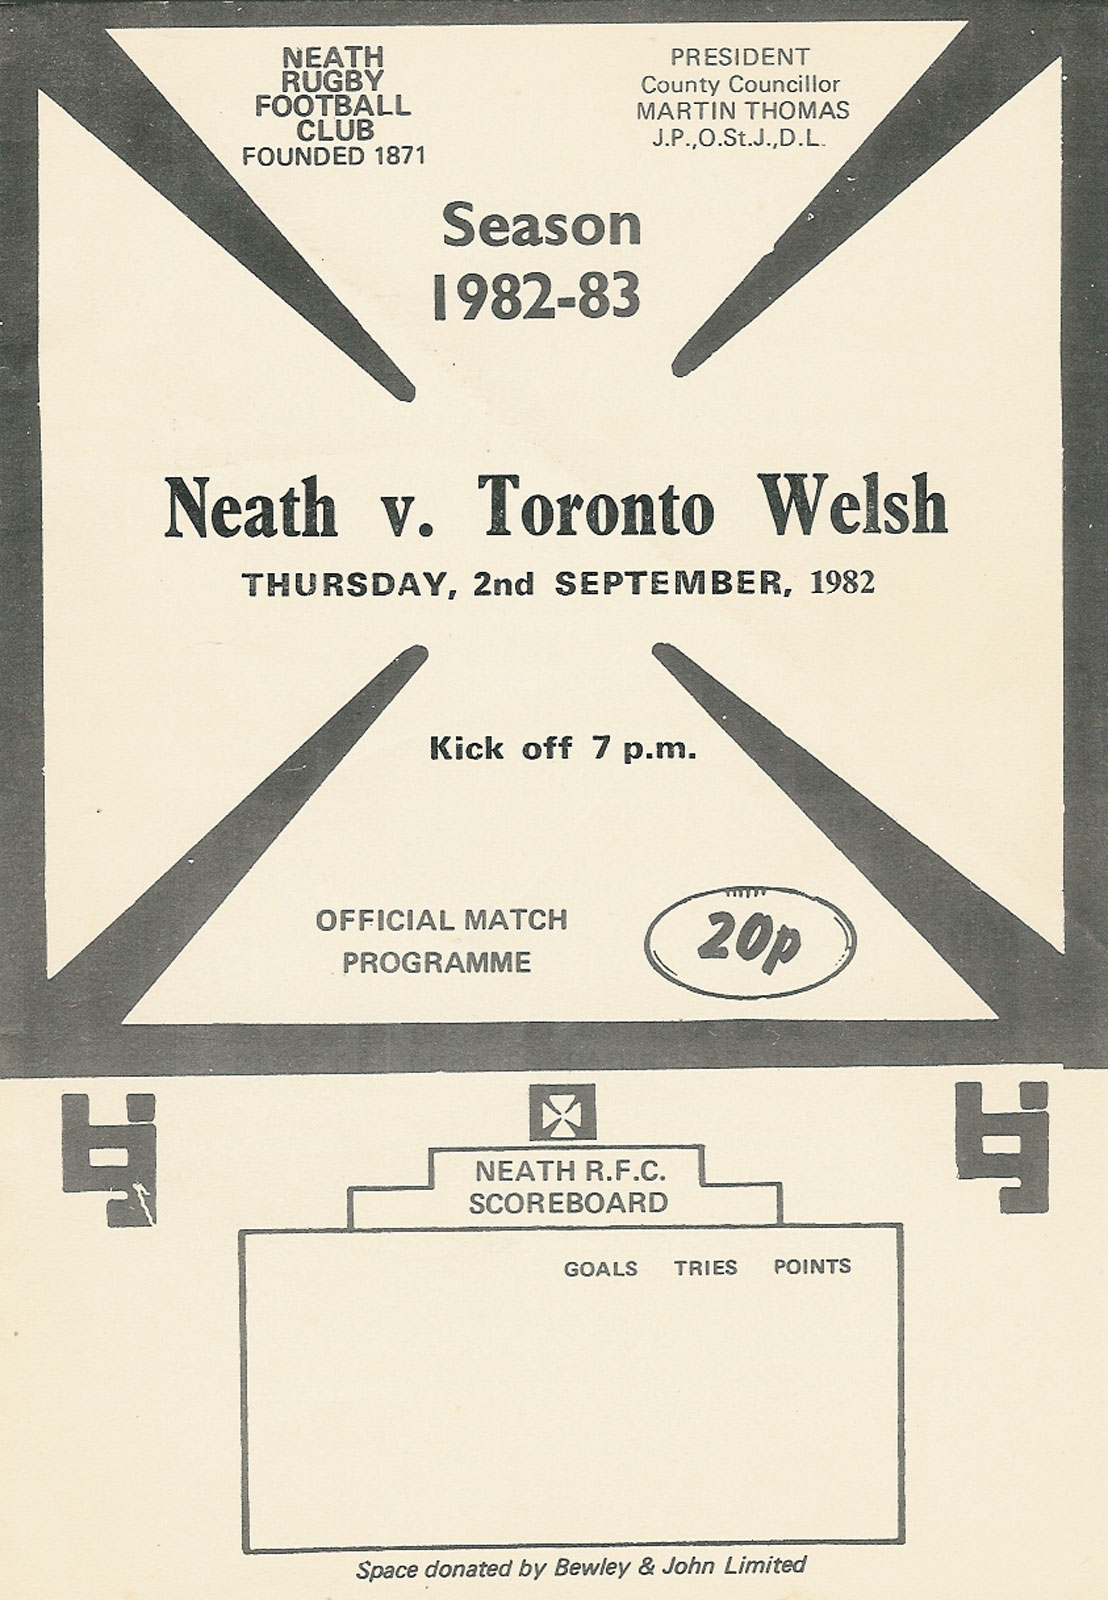 NEATH
RUGBY
FOOTBALL
CLUB
FOUNDED 1871
PRESIDENT
County Councillor
MARTIN THOMAS
J.P.,O.St.J.,D.L.
Season
1982-83
Neath v. Toronto Welsh
THURSDAY, 2nd SEPTEMBER, 1982
Kick off 7 p.m.
OFFICIAL MATCH
PROGRAMME
20p
NEATH R.F.C.
SCOREBOARD
GOALS TRIES POINTS
Space donated by Bewley & John Limited